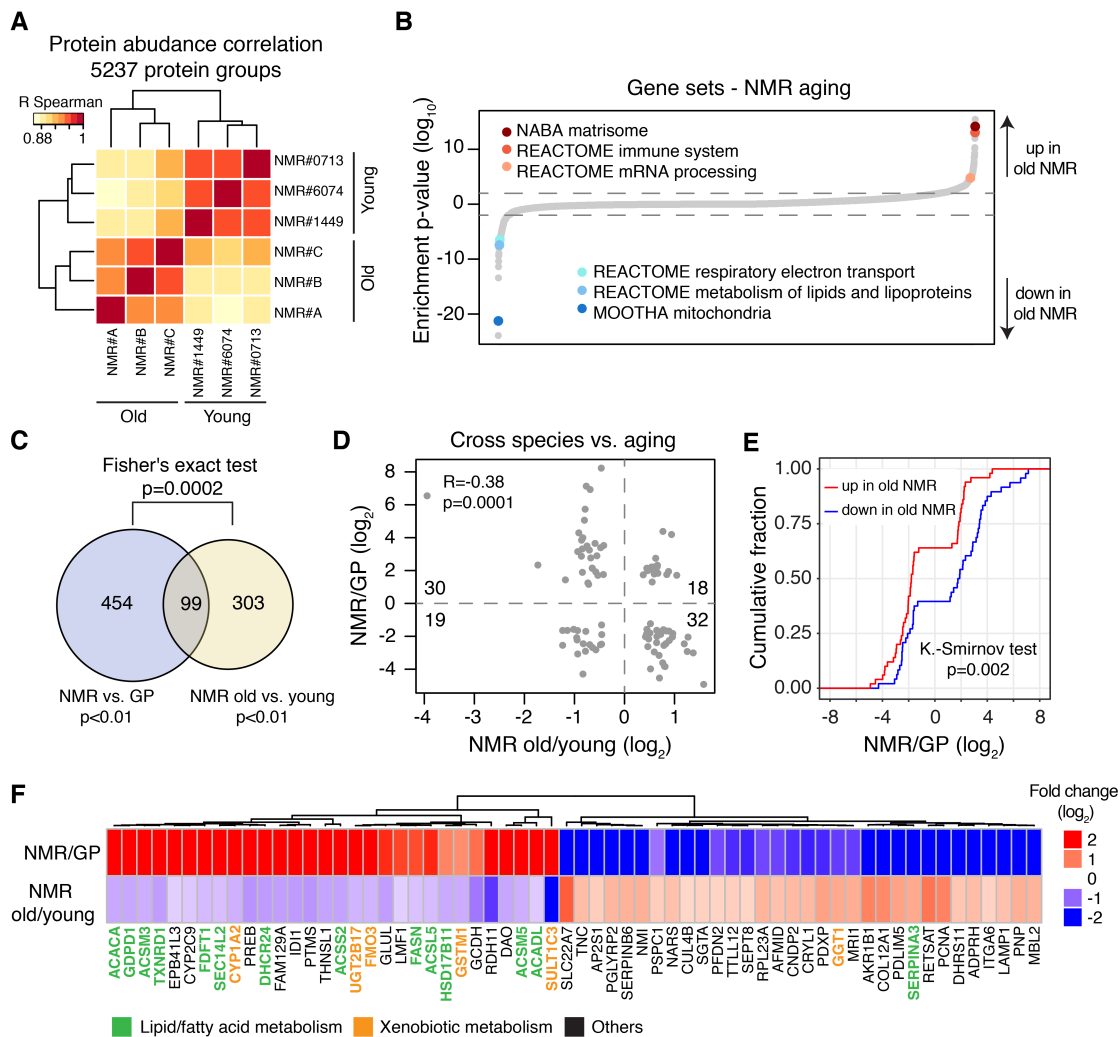 A
Protein abudance correlation
5237 protein groups
R Spearman
0.88 1
NMR#0713
NMR#6074
NMR#1449
NMR#C
NMR#B
NMR#A
Young
Old
NMR#A
NMR#B
NMR#C
NMR#1449
NMR#6074
NMR#0713
Old
Young
B
Gene sets - NMR aging
Enrichment p-value (log10)
10
0
-10
-20
NABA matrisome
REACTOME immune system
REACTOME mRNA processing
REACTOME respiratory electron transport
REACTOME metabolism of lipids and lipoproteins
MOOTHA mitochondria
up in
old NMR
down in
old NMR
C
Fisher's exact test
p=0.0002
454
99
303
NMR vs. GP
p<0.01
NMR old vs. young
p<0.01
D
Cross species vs. aging
NMR/GP (log2)
8
6
4
2
0
-2
-4
R=-0.38
p=0.0001
30
18
19
32
-4 -3 -2 -1 0 1
NMR old/young (log2)
E
Cumulative fraction
1.00
0.75
0.50
0.25
0.00
up in old NMR
down in old NMR
K.-Smirnov test
p=0.002
-8 -4 0 4 8
NMR/GP (log2)
F
NMR/GP
NMR
old/young
Fold change
(log2)
2
1
0
-1
-2
ACACA
GDPD1
ACSM3
TXNRD1
EPB41L3
CYP2C9
FDFT1
SEC14L2
CYP1A2
PREB
DHCR24
FAM129A
IDI1
PITMS
THNSL1
ACSS2
UGT2B17
FMO3
GLUL
LMF1
FASN
ACSL5
HSD17B11
GSTM1
GCDH
RDH11
DAO
ACSM5
ACADL
SULT1C3
SLC22A7
TNC
AP2S1
PGLYRP2
SERPINB6
NMI
PSPC1
NARS
CUL4B
SGTA
PFDN2
TTLL12
SEPT8
RPL23A
AFMID
CNDP2
CRYL1
PDXP
GGT1
MRI1
AKR1B1
COL12A1
PDLIM5
SERPINA3
RETSAT
PCNA
DHRS11
ADPRH
ITGA6
LAMP1
PNP
MBL2
Lipid/fatty acid metabolism
Xenobiotic metabolism
Others